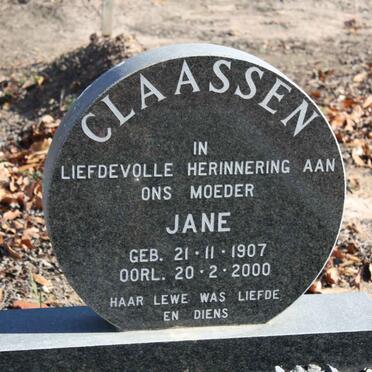 CLAASSEN
IN
LIEFDEVOLLE HERINNERING AAN
ONS MOEDER
JANE
GEB. 21·11·1907
OORL. 20·2·2000
HAAR LEWE WAS LIEFDE
EN DIENS